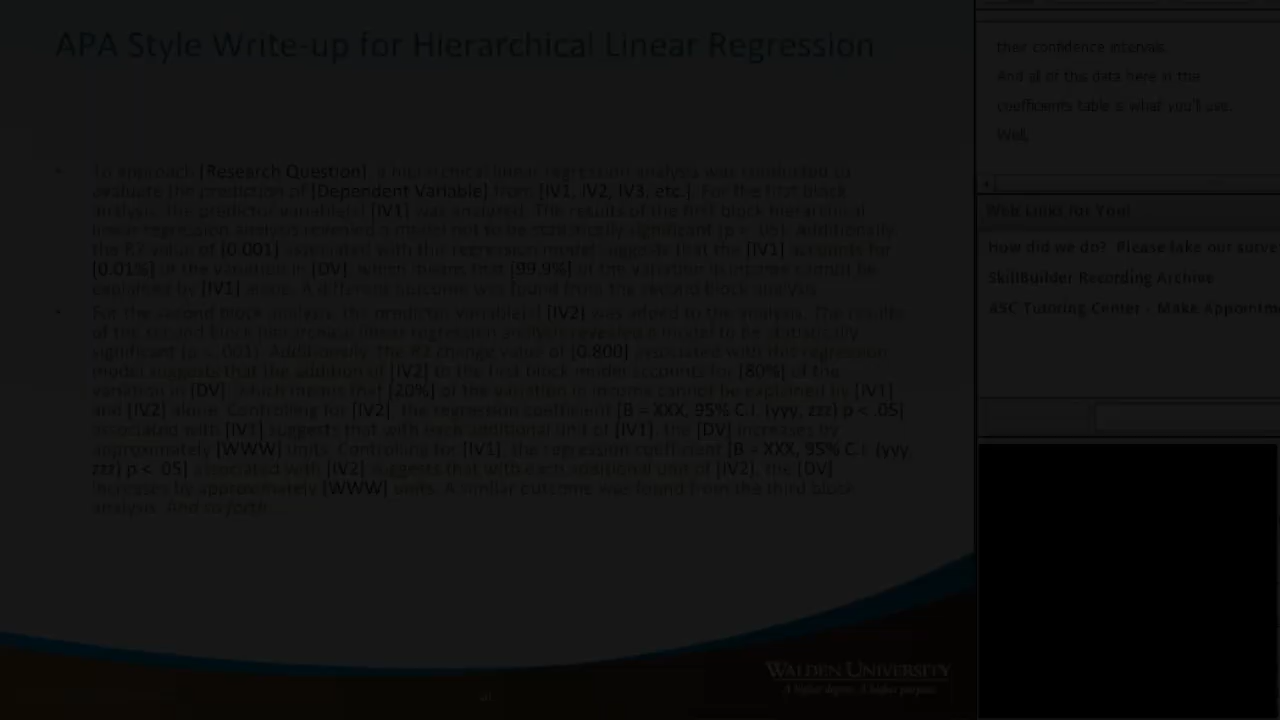 APA Style Write-up for Hierarchical Linear Regression
• To approach [Research Question], a hierarchical linear regression analysis was conducted to
evaluate the prediction of [Dependent Variable] from [IV1, IV2, IV3, etc.]. For the first block
analysis, the predictor variable(s) [IV1] was analyzed. The results of the first block hierarchical
linear regression analysis revealed a model not to be statistically significant (p > .05). Additionally,
the R2 value of [0.001] associated with this regression model suggests that the [IV1] accounts for
[0.01%] of the variation in [DV], which means that [99.9%] of the variation in income cannot be
explained by [IV1] alone. A different outcome was found from the second block analysis.
• For the second block analysis, the predictor variable(s) [IV2] was added to the analysis. The results
of the second block hierarchical linear regression analysis revealed a model to be statistically
significant (p < .001). Additionally, the R2 change value of [0.800] associated with this regression
model suggests that the addition of [IV2] to the first block model accounts for [80%] of the
variation in [DV], which means that [20%] of the variation in income cannot be explained by [IV1]
and [IV2] alone. Controlling for [IV2], the regression coefficient [B = XXX, 95% C.I. (yyy, zzz) p < .05]
associated with [IV1] suggests that with each additional unit of [IV1], the [DV] increases by
approximately [WWW] units. Controlling for [IV1], the regression coefficient [B = XXX, 95% C.I. (yyy,
zzz) p < .05] associated with [IV2] suggests that with each additional unit of [IV2], the [DV]
increases by approximately [WWW] units. A similar outcome was found from the third block
analysis. And so forth...
WALDEN UNIVERSITY
A higher degree. A higher purpose.
their confidence intervals.
And all of this data here in the
coefficients table is what you'll use.
Well,
Web Links for You!
How did we do? Please take our surve
SkillBuilder Recording Archive
ASC Tutoring Center - Make Appointm